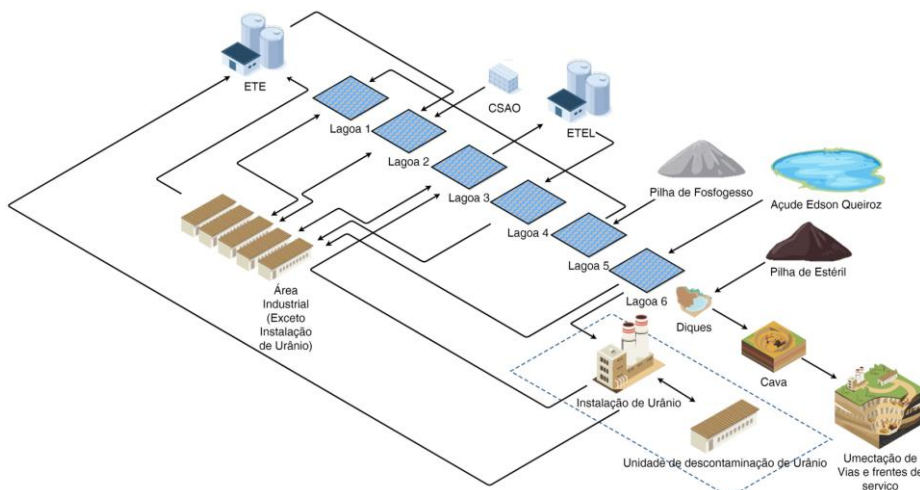 ETE
CSAO
ETEL
Lagoa 1
Lagoa 2
Lagoa 3
Lagoa 4
Lagoa 5
Lagoa 6
Pilha de Fosfogesso
Açude Edson Queiroz
Pilha de Estéril
Diques
Cava
Área
Industrial
(Exceto
Instalação
de Urânio)
Instalação de Urânio
Unidade de descontaminação de Urânio
Umectação de
Vias e frentes de
serviço